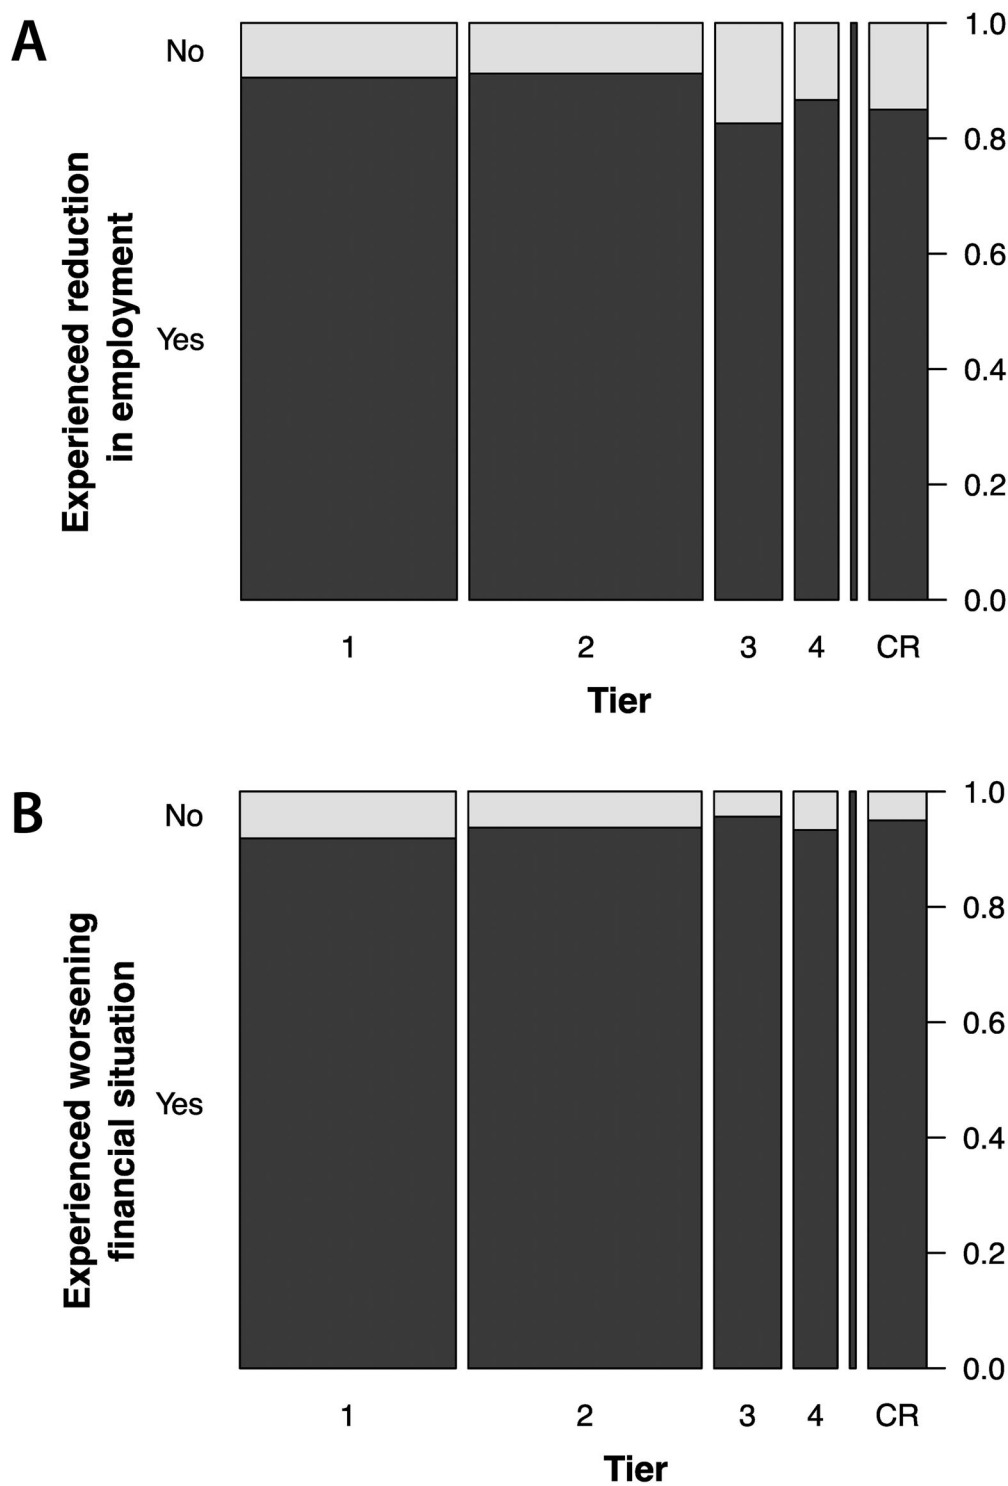 A
No
Yes
Experienced reduction
in employment
1.0
0.8
0.6
0.4
0.2
0.0
1 2 3 4 CR
Tier
B
No
Yes
Experienced worsening
financial situation
1.0
0.8
0.6
0.4
0.2
0.0
1 2 3 4 CR
Tier